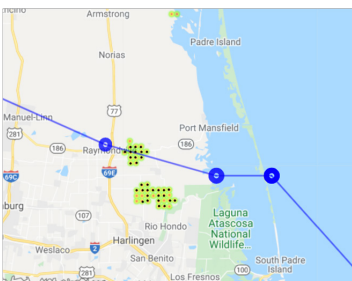 Armstrong
Padre Island
Norias
77
Port Mansfield
281
186
186
69C
69E
107
Laguna
Atascosa
National
Wildlife...
Rio Hondo
Harlingen
Weslaco
2
San Benito
South Padre
Island
281
100
Los Fresnos